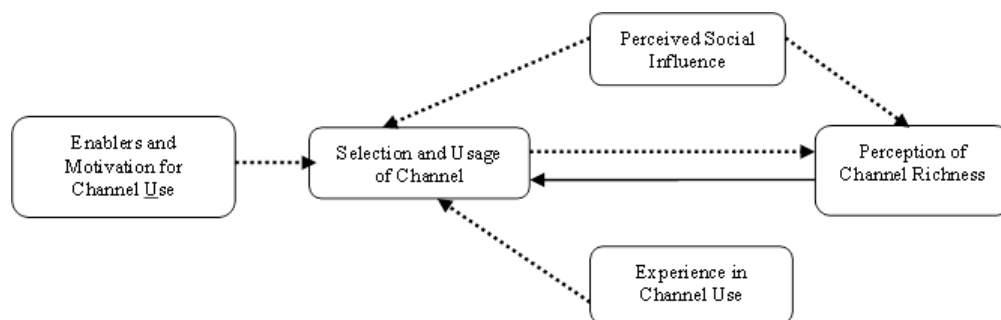 Perceived Social
Influence
Enablers and
Motivation for
Channel Use
Selection and Usage
of Channel
Perception of
Channel Richness
Experience in
Channel Use